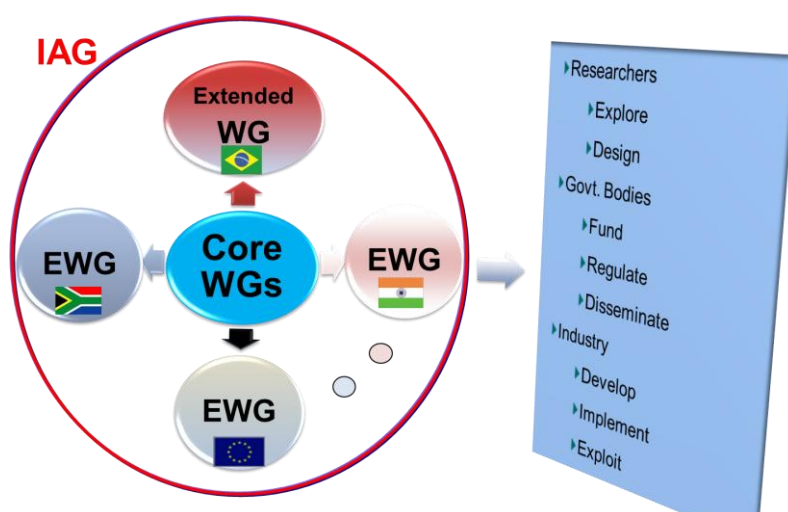 IAG
Extended
WG
EWG
Core
WGs
EWG
EWG
Researchers
Explore
Design
Govt. Bodies
Fund
Regulate
Disseminate
Industry
Develop
Implement
Exploit